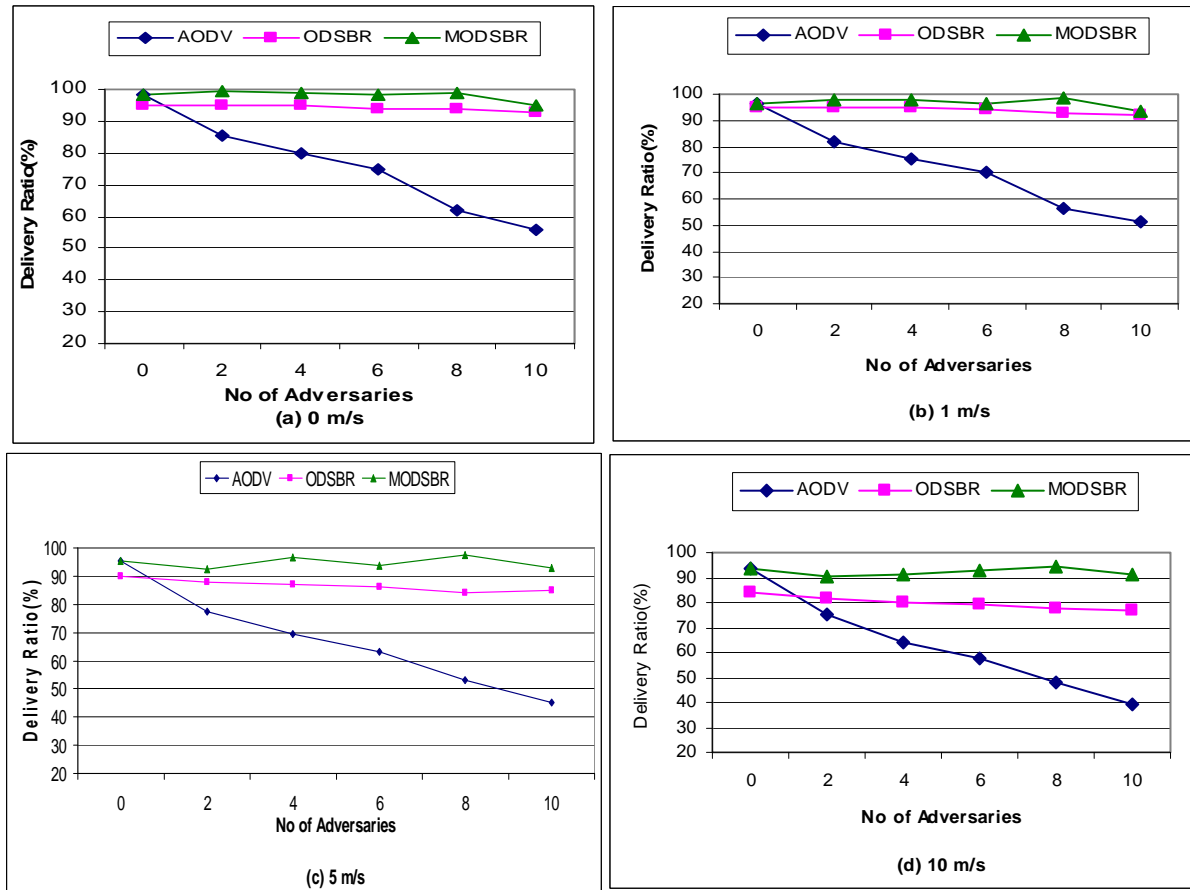 AODV ODSBR MODSBR
100
90
80
70
60
50
40
30
20
Delivery Ratio(%)
0 2 4 6 8 10
No of Adversaries
(a) 0 m/s
AODV ODSBR MODSBR
100
90
80
70
60
50
40
30
20
Delivery Ratio(%)
0 2 4 6 8 10
No of Adversaries
(b) 1 m/s
AODV ODSBR MODSBR
100
90
80
70
60
50
40
30
20
Delivery Ratio(%)
0 2 4 6 8 10
No of Adversaries
(c) 5 m/s
AODV ODSBR MODSBR
100
90
80
70
60
50
40
30
20
Delivery Ratio(%)
0 2 4 6 8 10
No of Adversaries
(d) 10 m/s